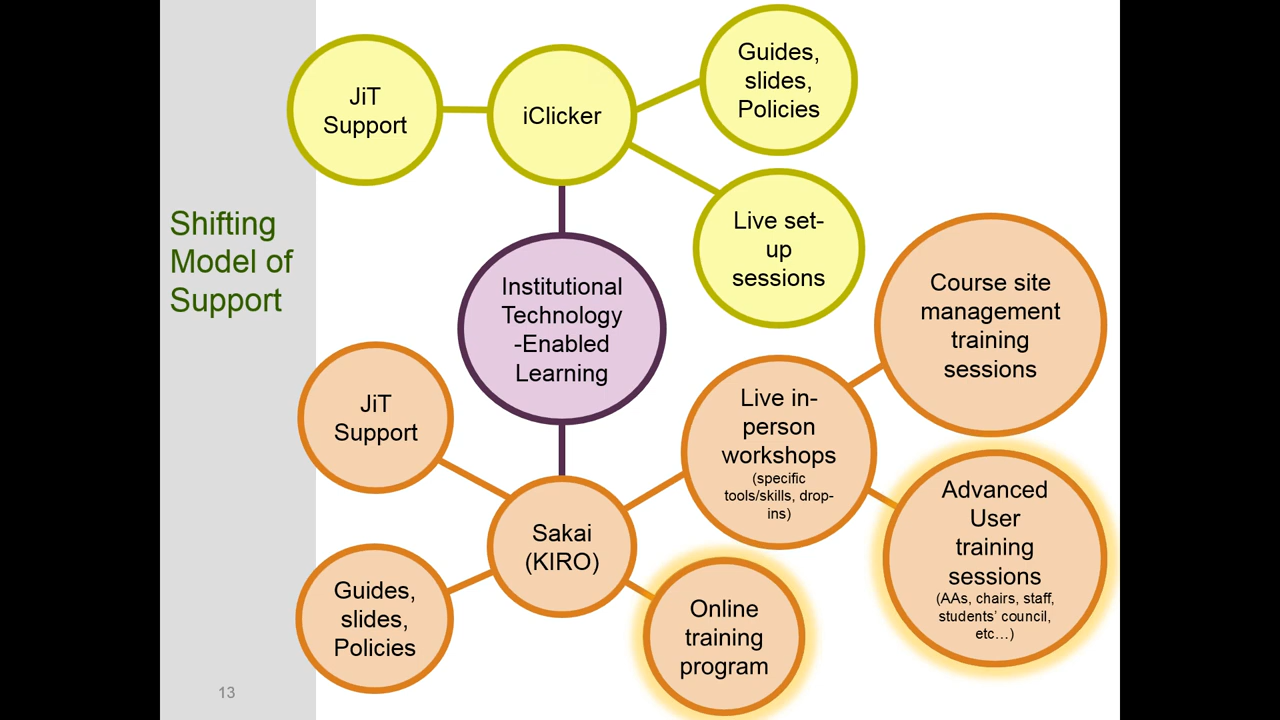 Shifting
Model of
Support
JiT
Support
iClicker
Guides,
slides,
Policies
Live set-
up
sessions
Institutional
Technology
-Enabled
Learning
Course site
management
training
sessions
JiT
Support
Live in-
person
workshops
(specific
tools/skills, drop-
ins)
Advanced
User
training
sessions
(AAs, chairs, staff,
students' council,
etc…)
Sakai
(KIRO)
Guides,
slides,
Policies
Online
training
program
13